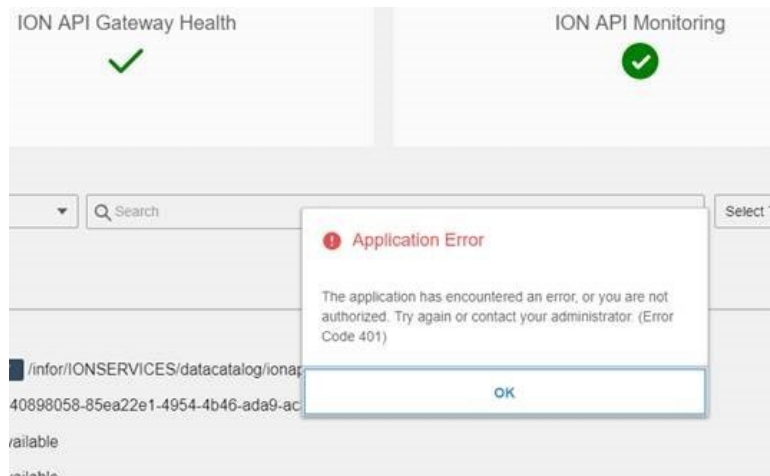 ION API Gateway Health
ION API Monitoring
Search
Select
Application Error
The application has encountered an error, or you are not
authorized. Try again or contact your administrator. (Error
Code 401)
OK
/infor/IONSERVICES/datacatalog/ionap
40898058-85ea22e1-4954-4b46-ada9-ac